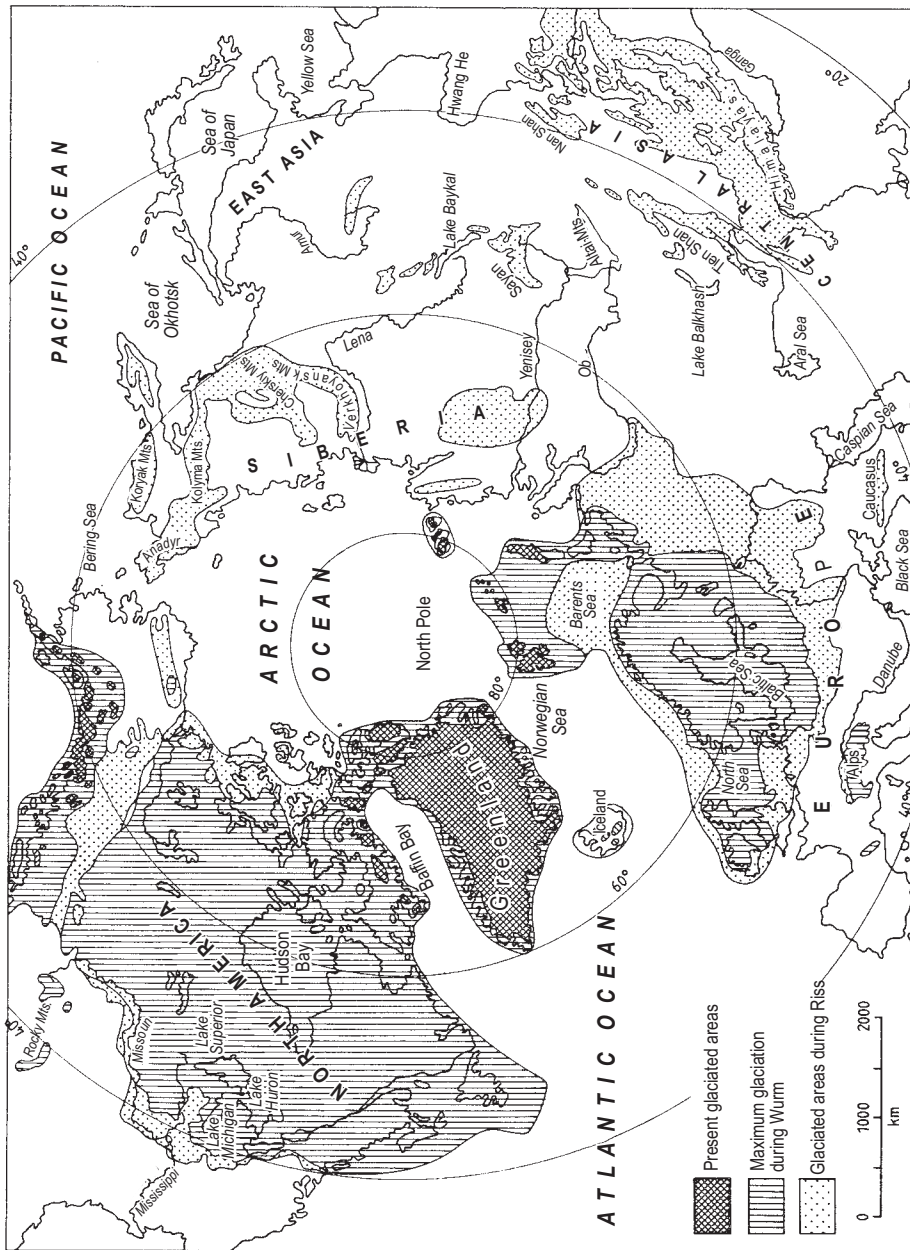 PACIFIC OCEAN
40°
Sea of
Okhotsk
Sea of
Japan
Yellow Sea
EAST ASIA
Hwang He
Amur
Lake Baykal
Sayan
Altai-Mts
Nan Shan
Tien Shan
CENTRAL ASIA
Himalayas
Ganga
20°
Lake Balkhash
Aral Sea
Caspian Sea
Caucasus
40°
Black Sea
Bering Sea
Koryak Mts.
Kolyma Mts.
Anadyr
Cherskiy Mts.
Verkhoyansk Mts.
Lena
Yenisey
Ob
SIBERIA
ARCTIC
OCEAN
North Pole
80°
Barents
Sea
Norwegian
Sea
Baltic Sea
North
Sea
EUROPE
Danube
Alps
40°
Greenland
Iceland
60°
Baffin Bay
Hudson
Bay
NORTH AMERICA
Rocky Mts.
40°
Missouri
Lake
Superior
Lake
Michigan
Lake
Huron
Mississippi
ATLANTIC OCEAN
Present glaciated areas
Maximum glaciation
during Wurm
Glaciated areas during Riss
0
1000
2000
km